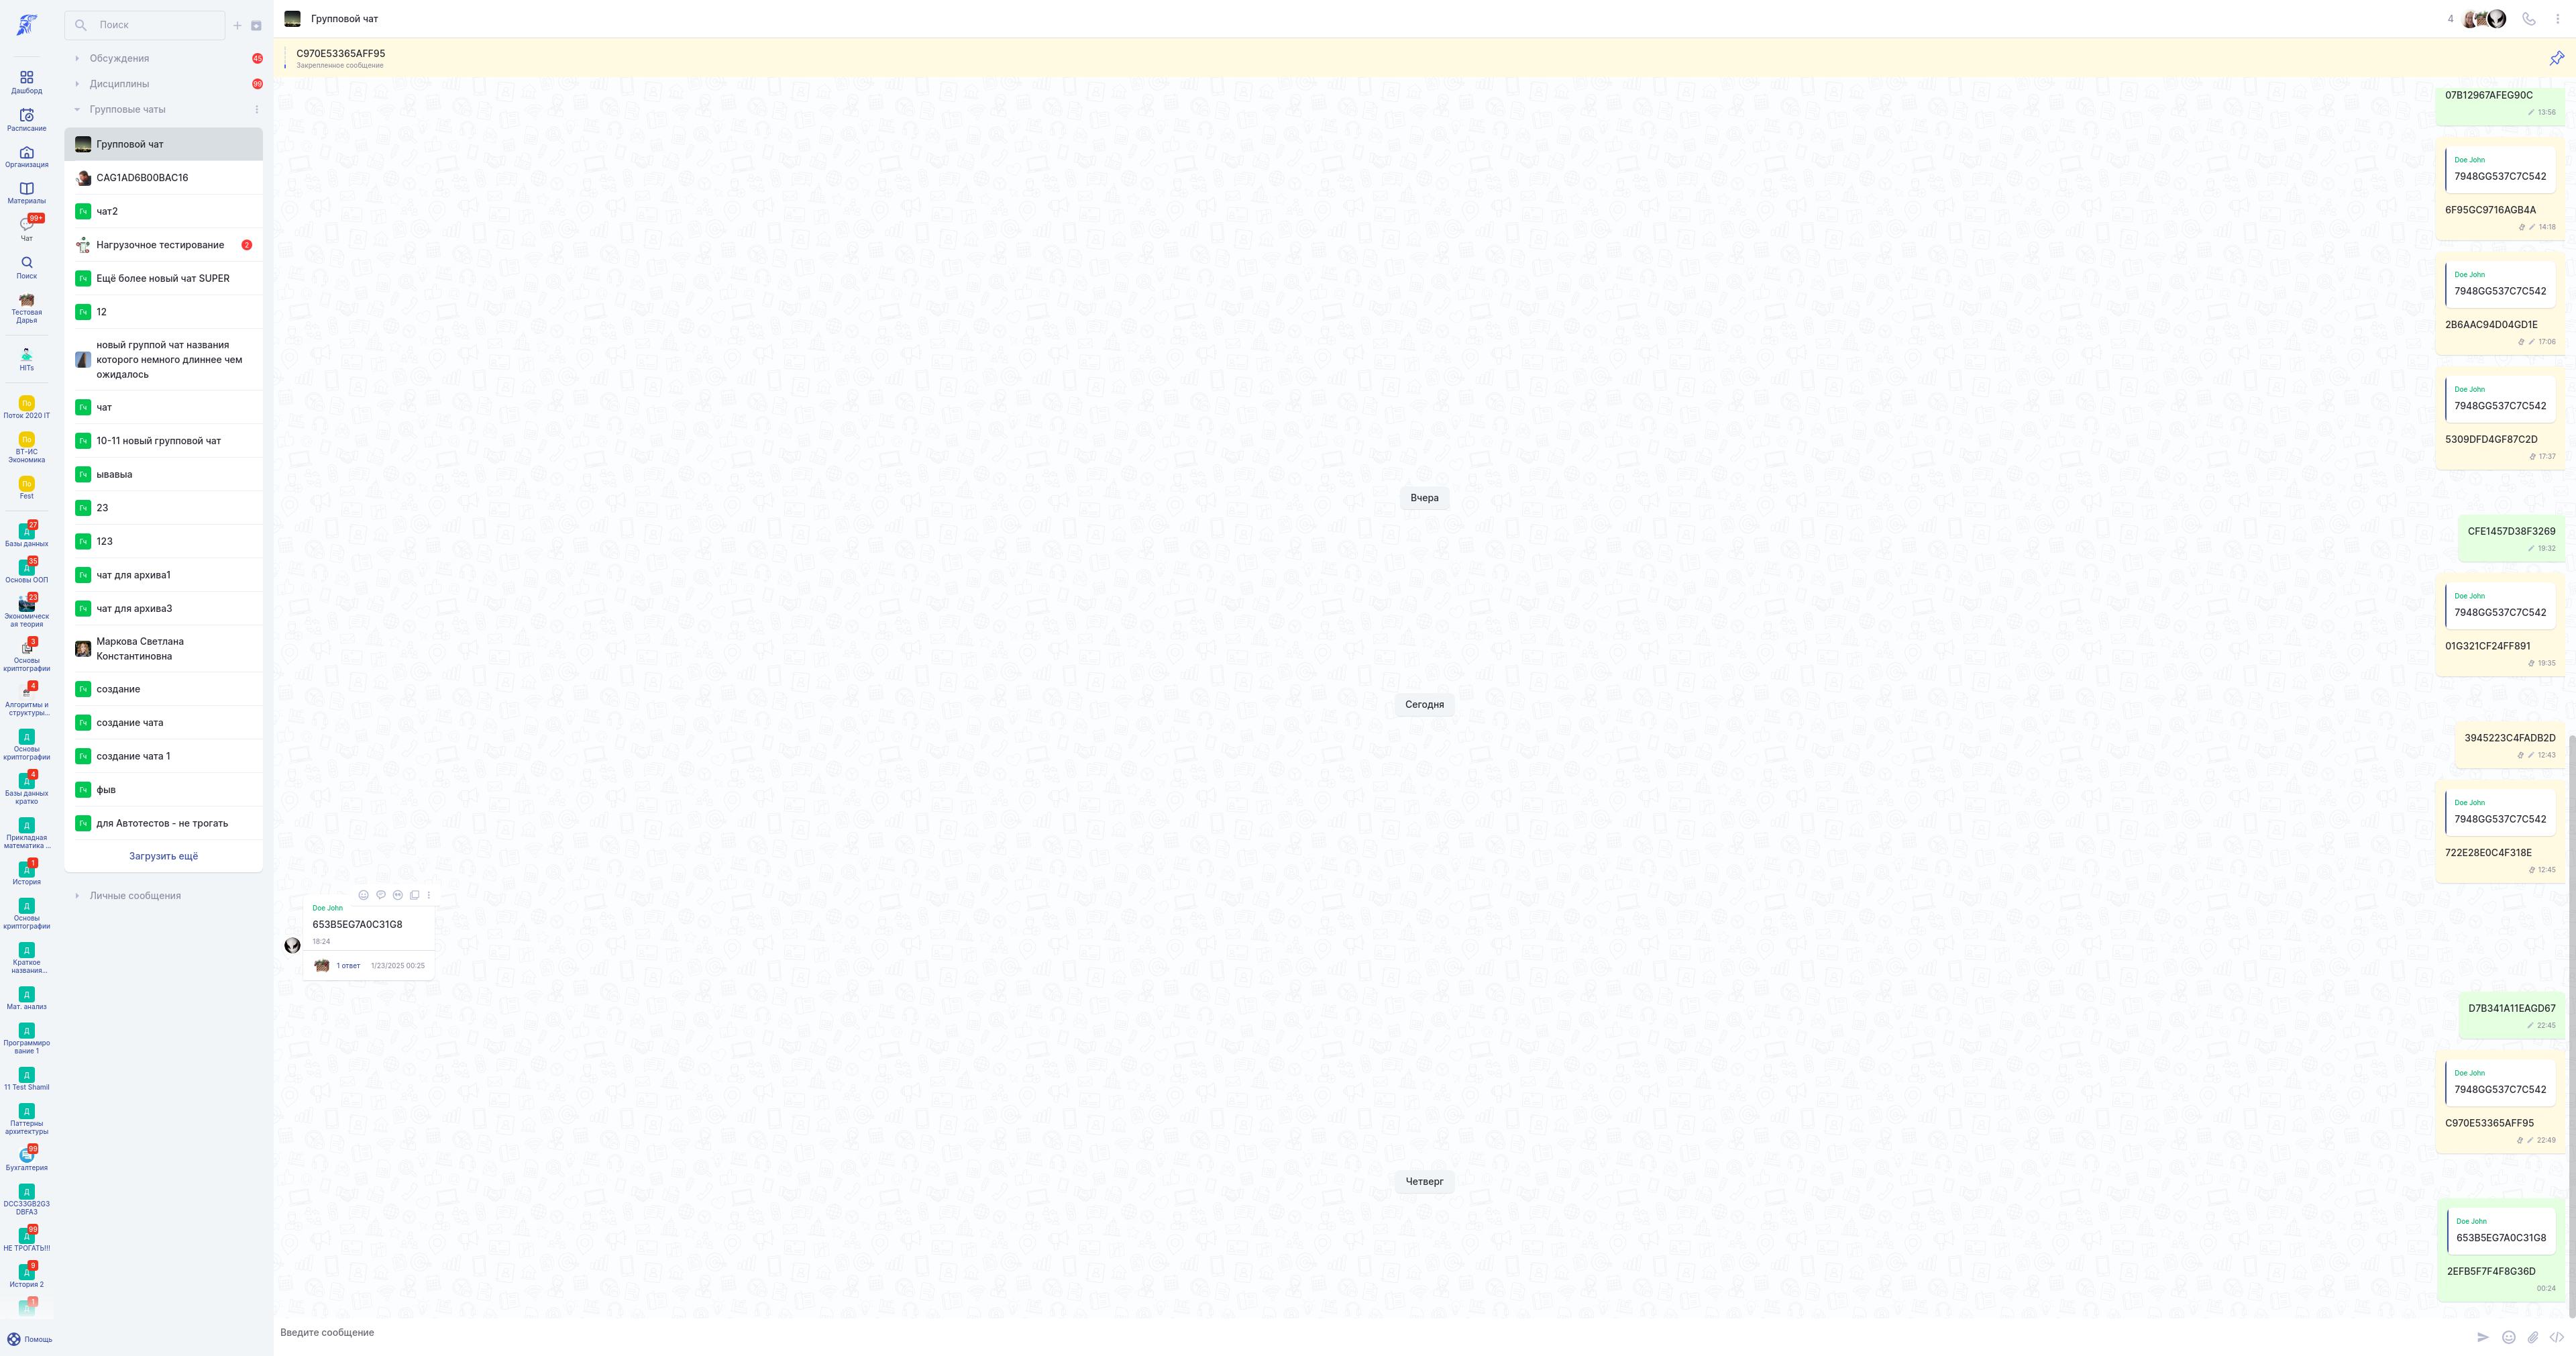 Дашборд
Расписание
Организация
Материалы
99+
Чат
Поиск
Тестовая
Дарья
HITs
По
Поток 2020 IT
По
ВТ-ИС
Экономика
По
Fest
27
Д
Базы данных
35
Д
Основы ООП
23
Экономическ
ая теория
3
Основы
криптографии
4
Алгоритмы и
структуры...
Д
Основы
криптографии
4
Д
Базы данных
кратко
Д
Прикладная
математика ...
1
Д
История
Д
Основы
криптографии
Д
Краткое
названия...
Д
Мат. анализ
Д
Программиро
вание 1
Д
11 Test Shamil
Д
Паттерны
архитектуры
99
Бухгалтерия
Д
DCC33GB2G3
DBFA3
99
Д
НЕ ТРОГАТЬ!!!
9
Д
История 2
1
Д
Помощь
Поиск
Обсуждения 45
Дисциплины 99
Групповые чаты
Групповой чат
CAG1AD6B00BAC16
Гч чат2
Нагрузочное тестирование 2
Гч Ещё более новый чат SUPER
Гч 12
новый группой чат названия
которого немного длиннее чем
ожидалось
Гч чат
Гч 10-11 новый групповой чат
Гч ывавыа
Гч 23
Гч 123
Гч чат для архива1
Гч чат для архива3
Маркова Светлана
Константиновна
Гч создание
Гч создание чата
Гч создание чата 1
Гч фыв
Гч для Автотестов - не трогать
Загрузить ещё
Личные сообщения
Групповой чат 4
C970E53365AFF95
Закрепленное сообщение
07B12967AFEG90C
13:56
Doe John
7948GG537C7C542
6F95GC9716AGB4A
14:18
Doe John
7948GG537C7C542
2B6AAC94D04GD1E
17:06
Doe John
7948GG537C7C542
5309DFD4GF87C2D
17:37
Вчера
CFE1457D38F3269
19:32
Doe John
7948GG537C7C542
01G321CF24FF891
19:35
Сегодня
3945223C4FADB2D
12:43
Doe John
7948GG537C7C542
722E28E0C4F318E
12:45
Doe John
653B5EG7A0C31G8
18:24
1 ответ 1/23/2025 00:25
D7B341A11EAGD67
22:45
Doe John
7948GG537C7C542
C970E53365AFF95
22:49
Четверг
Doe John
653B5EG7A0C31G8
2EFB5F7F4F8G36D
00:24
Введите сообщение